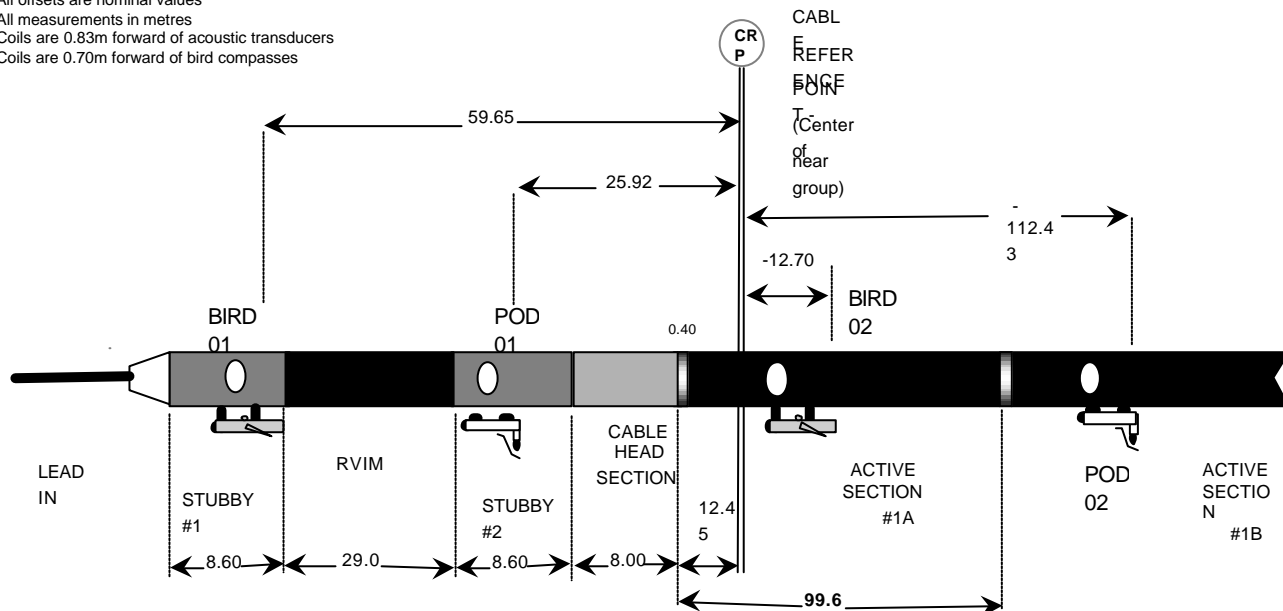 All offsets are nominal values
All measurements in metres
Coils are 0.83m forward of acoustic transducers
Coils are 0.70m forward of bird compasses
CR
P
CABL
E
REFER
ENCE
POIN
T -
(Center
of
near
group)
59.65
25.92
-
112.4
3
-12.70
BIRD
01
POD
01
0.40
BIRD
02
LEAD
IN
RVIM
CABLE
HEAD
SECTION
STUBBY
#1
STUBBY
#2
12.4
5
ACTIVE
SECTION
#1A
POD
02
ACTIVE
SECTIO
N
#1B
8.60
29.0
8.60
8.00
99.6